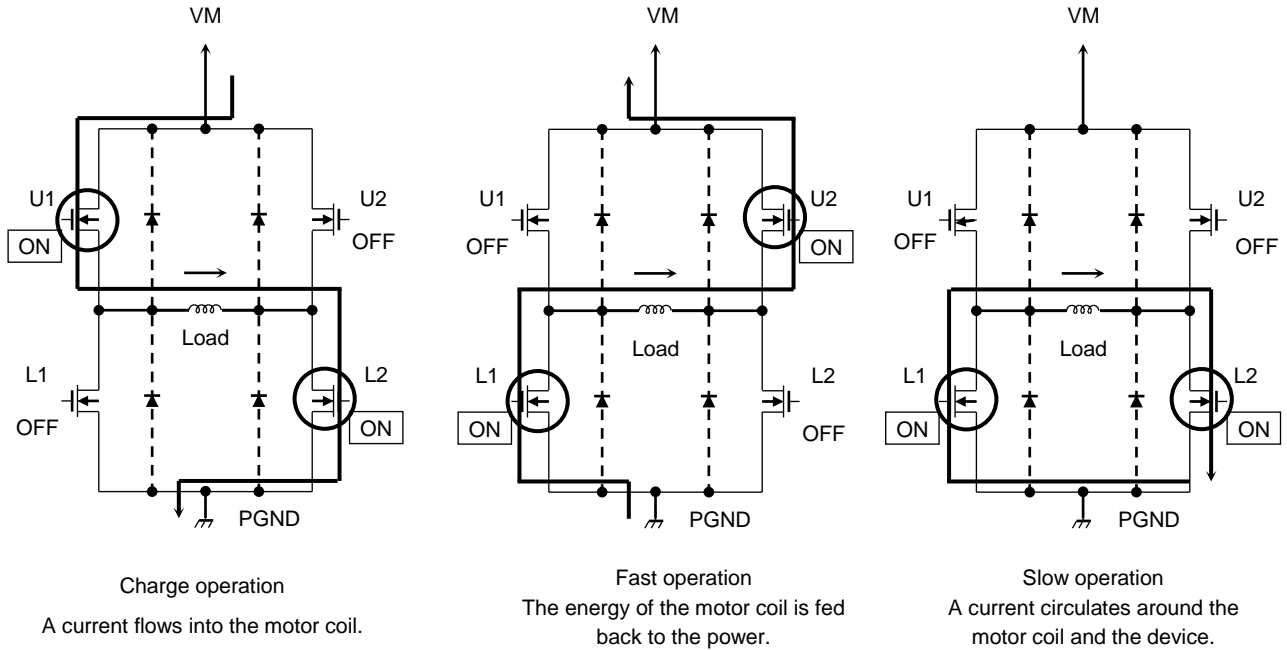 VM
U1
U2
ON
OFF
Load
L1
L2
OFF
ON
PGND
Charge operation
A current flows into the motor coil.
VM
U1
U2
OFF
ON
Load
L1
L2
ON
OFF
PGND
Fast operation
The energy of the motor coil is fed
back to the power.
VM
U1
U2
OFF
OFF
Load
L1
L2
ON
ON
PGND
Slow operation
A current circulates around the
motor coil and the device.